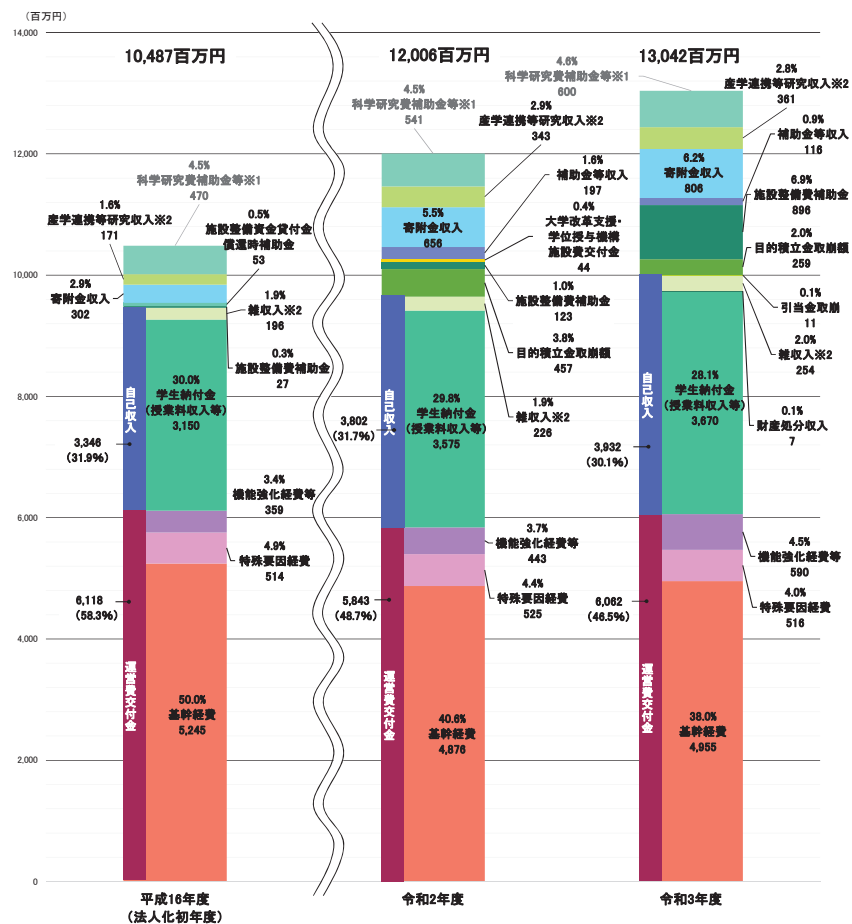 （百万円）
14,000
12,000
10,000
8,000
6,000
4,000
2,000
0
10,487百万円
4.5%
科学研究費補助金等※1
470
1.6%
産学連携等研究収入※2
171
0.5%
施設整備資金貸付金
償還時補助金
53
2.9%
寄附金収入
302
1.9%
雑収入※2
196
0.3%
施設整備費補助金
27
30.0%
学生納付金
（授業料収入等）
3,150
自己収入
3,346
（31.9%）
3.4%
機能強化経費等
359
4.9%
特殊要因経費
514
6,118
（58.3%）
運営費交付金
50.0%
基幹経費
5,245
平成16年度
（法人化初年度）
12,006百万円
4.5%
科学研究費補助金等※1
541
2.9%
産学連携等研究収入※2
343
1.6%
補助金等収入
197
5.5%
寄附金収入
656
0.4%
大学改革支援・
学位授与機構
施設費交付金
44
1.0%
施設整備費補助金
123
3.8%
目的積立金取崩額
457
1.9%
雑収入※2
226
29.8%
学生納付金
（授業料収入等）
3,575
自己収入
3,802
（31.7%）
3.7%
機能強化経費等
443
4.4%
特殊要因経費
525
5,843
（48.7%）
運営費交付金
40.6%
基幹経費
4,876
令和2年度
13,042百万円
4.6%
科学研究費補助金等※1
600
2.8%
産学連携等研究収入※2
361
0.9%
補助金等収入
116
6.2%
寄附金収入
806
6.9%
施設整備費補助金
896
2.0%
目的積立金取崩額
259
0.1%
引当金取崩
11
2.0%
雑収入※2
254
0.1%
財産処分収入
7
28.1%
学生納付金
（授業料収入等）
3,670
自己収入
3,932
（30.1%）
4.5%
機能強化経費等
590
4.0%
特殊要因経費
516
6,062
（46.5%）
運営費交付金
38.0%
基幹経費
4,955
令和3年度